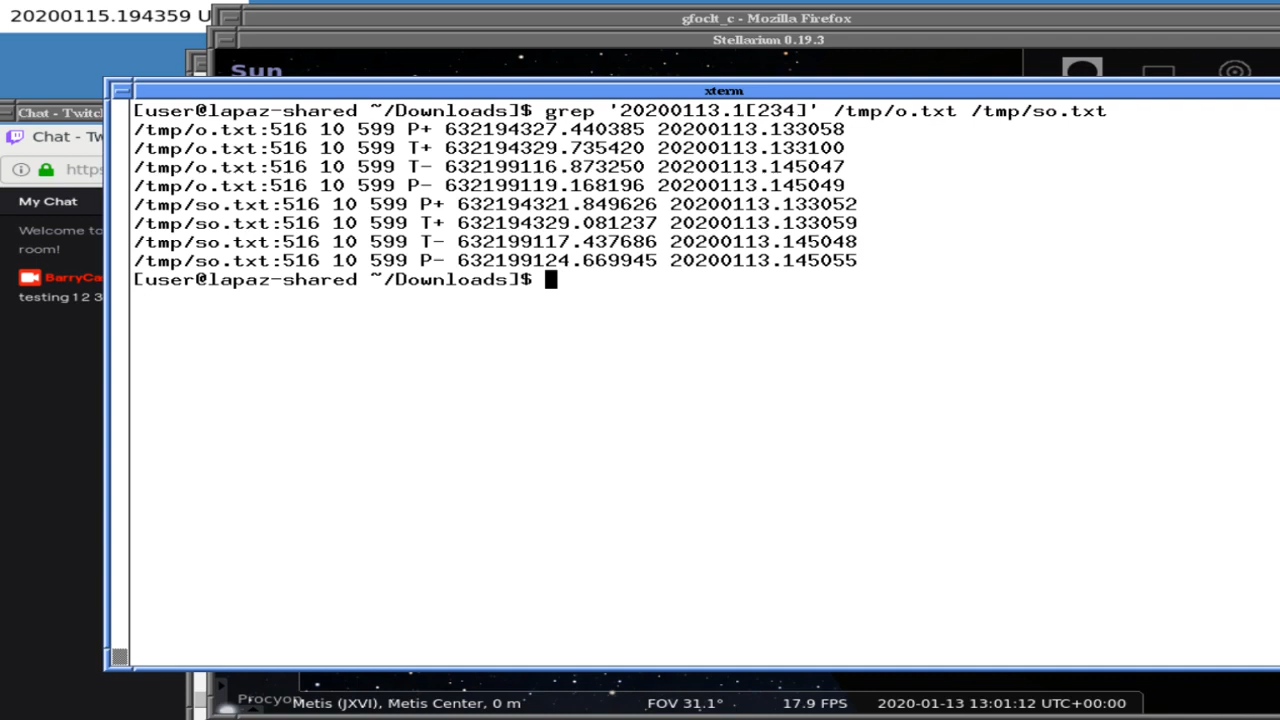 20200115.194359 U
gfoclt_c - Mozilla Firefox
Stellarium 0.19.3
Sun
xterm
[user@lapaz-shared ~/Downloads]$ grep '20200113.1[234]' /tmp/o.txt /tmp/so.txt
/tmp/o.txt:516 10 599 P+ 632194327.440385 20200113.133058
/tmp/o.txt:516 10 599 T+ 632194329.735420 20200113.133100
/tmp/o.txt:516 10 599 T- 632199116.873250 20200113.145047
/tmp/o.txt:516 10 599 P- 632199119.168196 20200113.145049
/tmp/so.txt:516 10 599 P+ 632194321.849626 20200113.133052
/tmp/so.txt:516 10 599 T+ 632194329.081237 20200113.133059
/tmp/so.txt:516 10 599 T- 632199117.437686 20200113.145048
/tmp/so.txt:516 10 599 P- 632199124.669945 20200113.145055
[user@lapaz-shared ~/Downloads]$
Chat - Twitc
Chat - Tw
https
My Chat
Welcome to
room!
BarryCa
testing 1 2 3
Procyon
Metis (JXVI), Metis Center, 0 m FOV 31.1° 17.9 FPS 2020-01-13 13:01:12 UTC+00:00